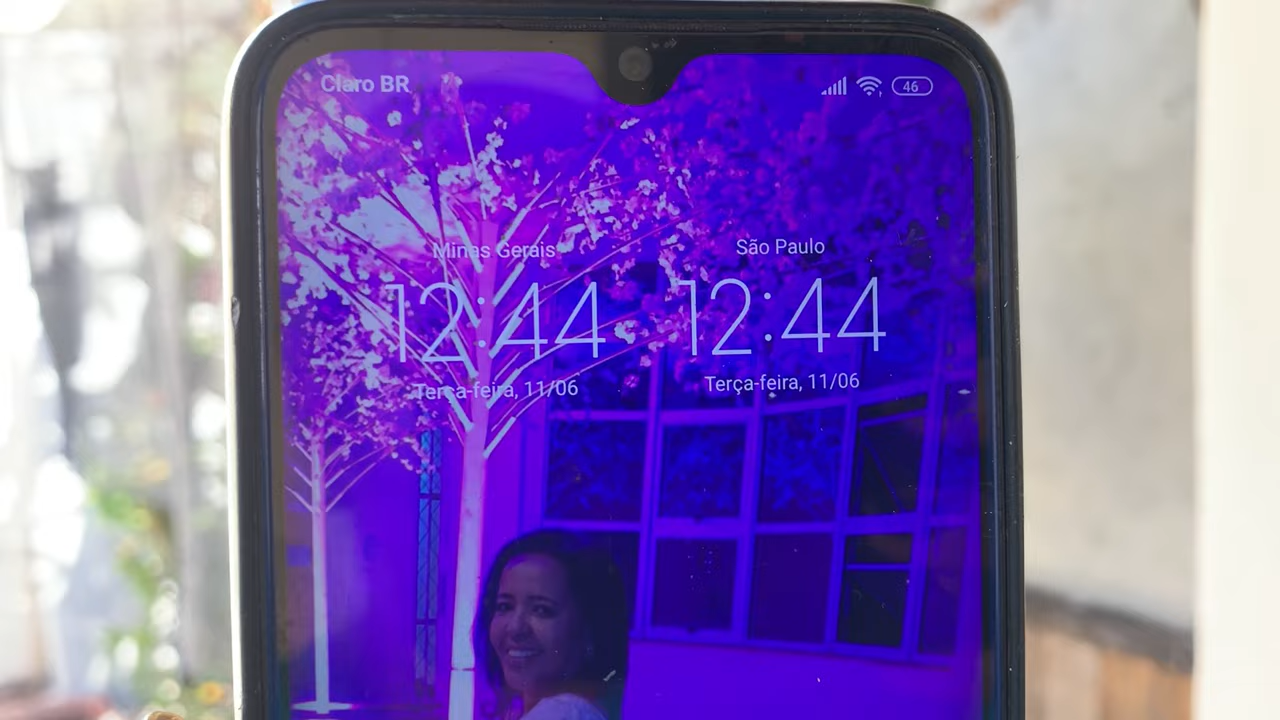 Claro BR
46
Minas Gerais
12:44
Terça-feira, 11/06
São Paulo
12:44
Terça-feira, 11/06